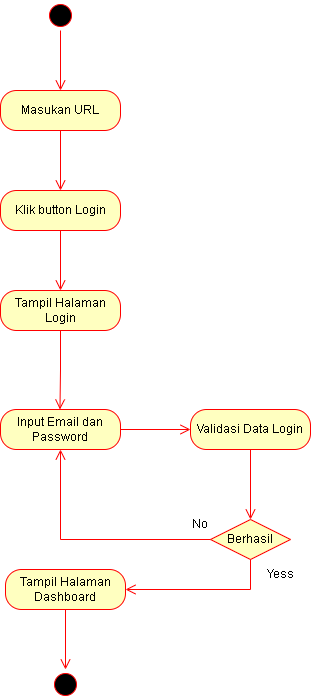 Masukan URL
Klik button Login
Tampil Halaman
Login
Input Email dan
Password
Validasi Data Login
No
Berhasil
Yess
Tampil Halaman
Dashboard